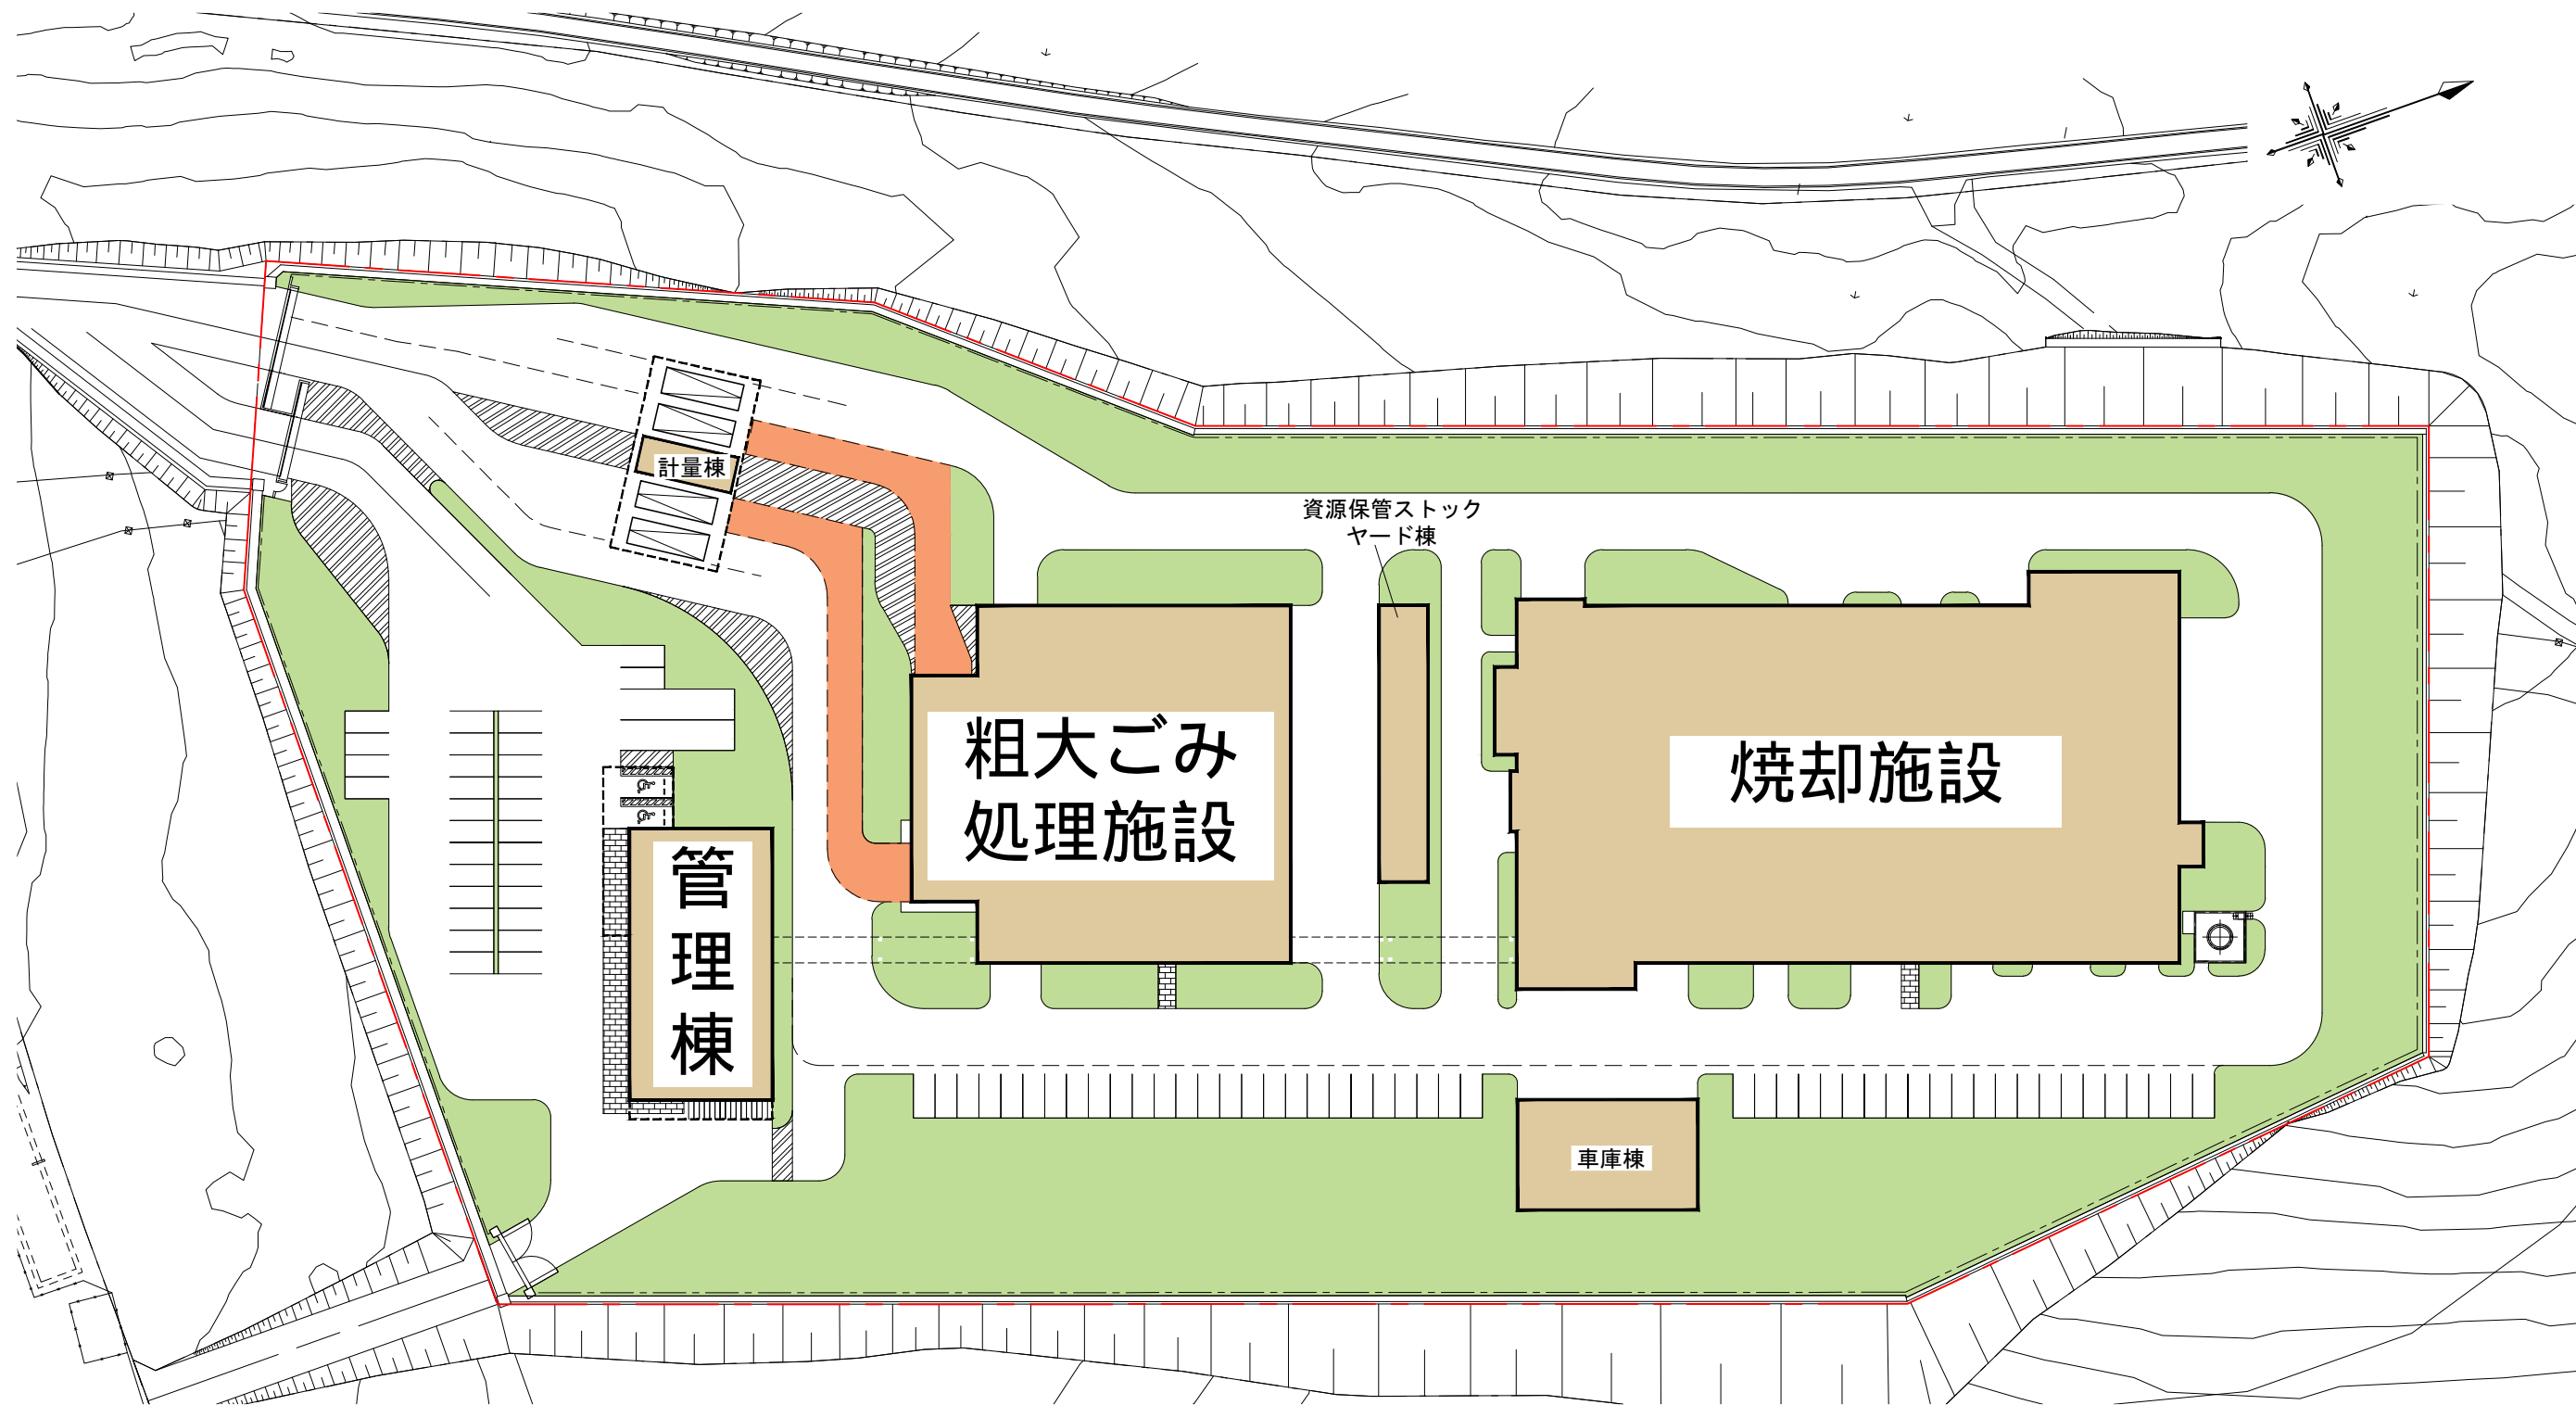 計量棟
資源保管ストック
ヤード棟
粗大ごみ
処理施設
焼却施設
管
理
棟
車庫棟